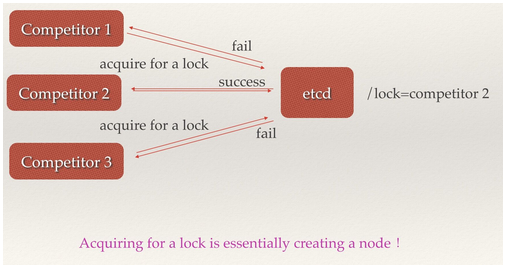 Competitor 1
fail
acquire for a lock
Competitor 2
success
etcd
/lock=competitor 2
acquire for a lock
fail
Competitor 3
Acquiring for a lock is essentially creating a node !